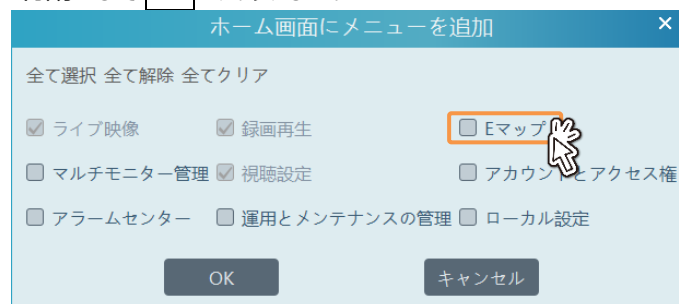 ホーム画面にメニューを追加 ×
全て選択 全て解除 全てクリア
ライブ映像 録画再生 Eマップ
マルチモニター管理 視聴設定 アカウントとアクセス権
アラームセンター 運用とメンテナンスの管理 ローカル設定
OK キャンセル